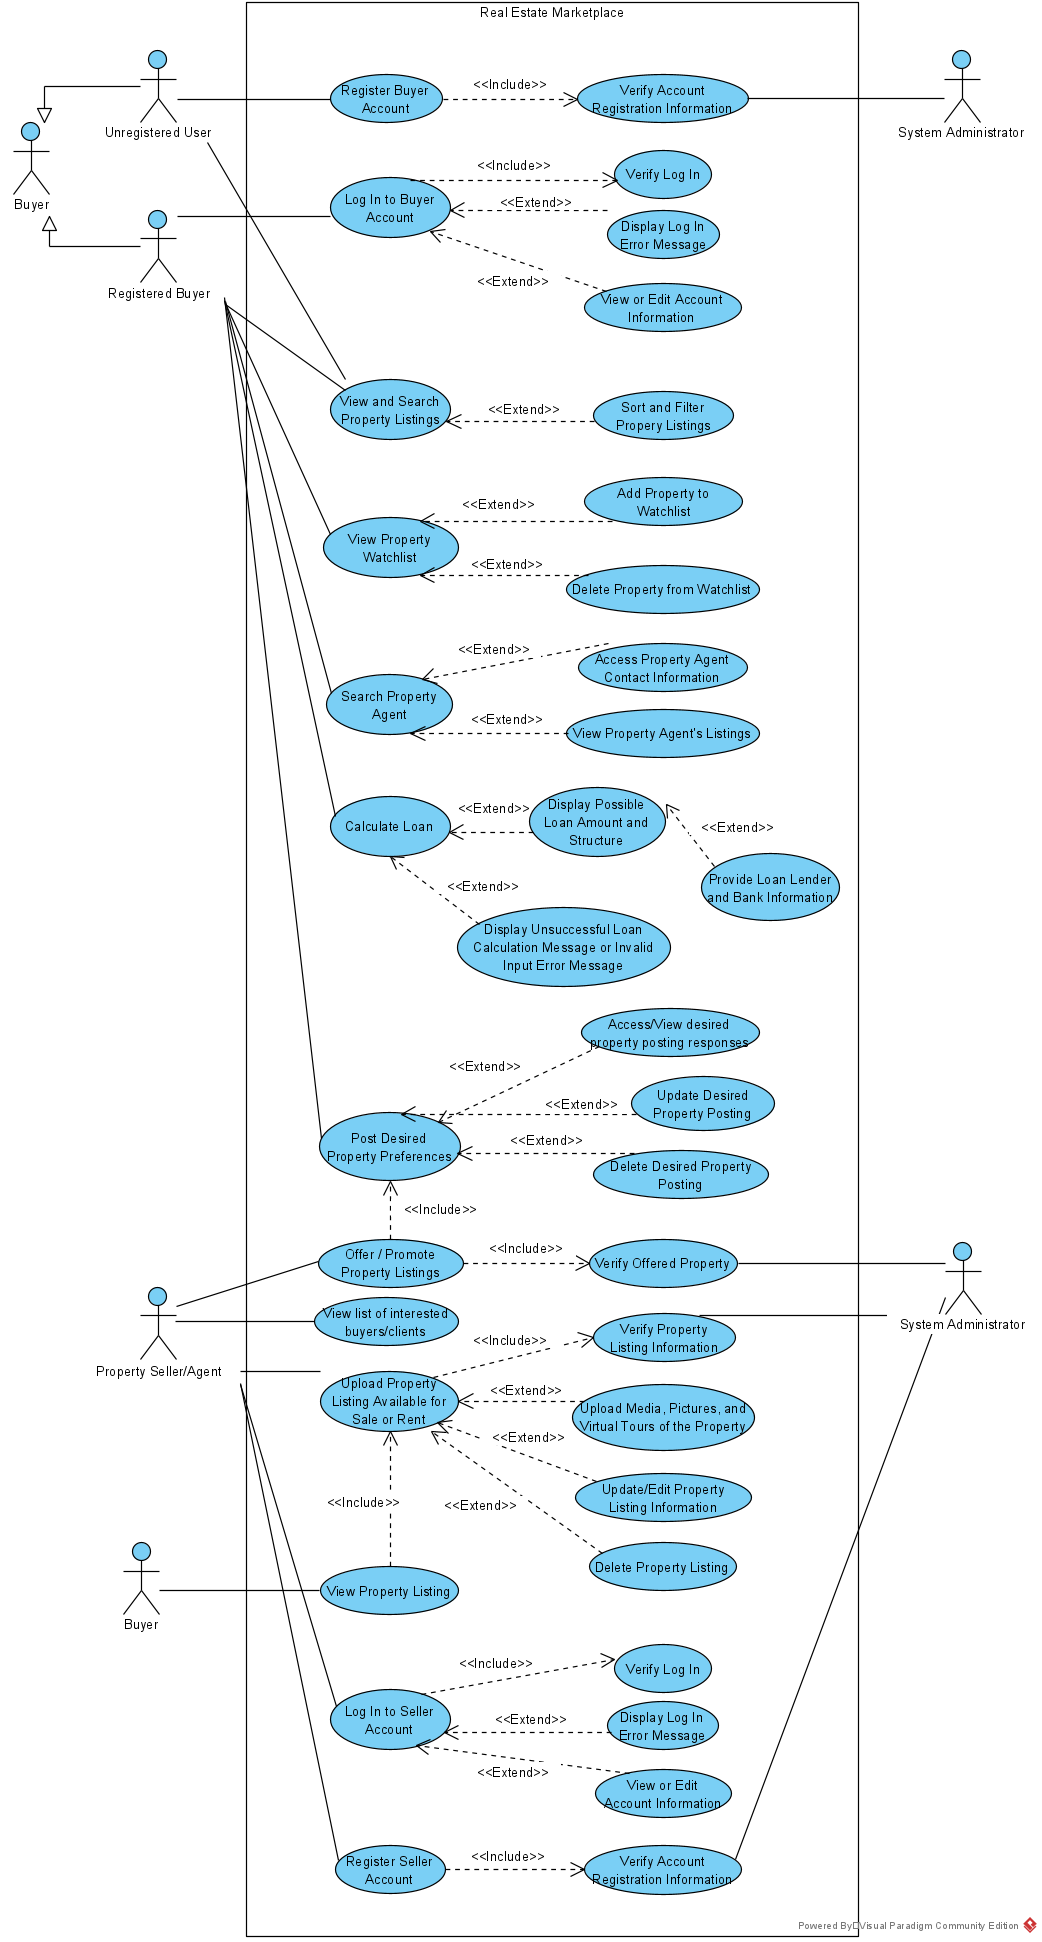 Real Estate Marketplace
Unregistered User
Register Buyer
Account
<<Include>>
Verify Account
Registration Information
System Administrator
Buyer
Registered Buyer
Log In to Buyer
Account
<<Include>>
Verify Log In
<<Extend>>
Display Log In
Error Message
<<Extend>>
View or Edit Account
Information
View and Search
Property Listings
<<Extend>>
Sort and Filter
Propery Listings
View Property
Watchlist
<<Extend>>
Add Property to
Watchlist
<<Extend>>
Delete Property from Watchlist
Search Property
Agent
<<Extend>>
Access Property Agent
Contact Information
<<Extend>>
View Property Agent's Listings
Calculate Loan
<<Extend>>
Display Possible
Loan Amount and
Structure
<<Extend>>
Provide Loan Lender
and Bank Information
<<Extend>>
Display Unsuccessful Loan
Calculation Message or Invalid
Input Error Message
Access/View desired
property posting responses
<<Extend>>
Update Desired
Property Posting
<<Extend>>
Post Desired
Property Preferences
<<Extend>>
Delete Desired Property
Posting
<<Include>>
Offer / Promote
Property Listings
<<Include>>
Verify Offered Property
System Administrator
Property Seller/Agent
View list of interested
buyers/clients
<<Include>>
Verify Property
Listing Information
Upload Property
Listing Available for
Sale or Rent
<<Extend>>
Upload Media, Pictures, and
Virtual Tours of the Property
<<Extend>>
Update/Edit Property
Listing Information
<<Include>>
<<Extend>>
Delete Property Listing
Buyer
View Property Listing
<<Include>>
Verify Log In
Log In to Seller
Account
<<Extend>>
Display Log In
Error Message
<<Extend>>
View or Edit
Account Information
Register Seller
Account
<<Include>>
Verify Account
Registration Information
Powered By Visual Paradigm Community Edition